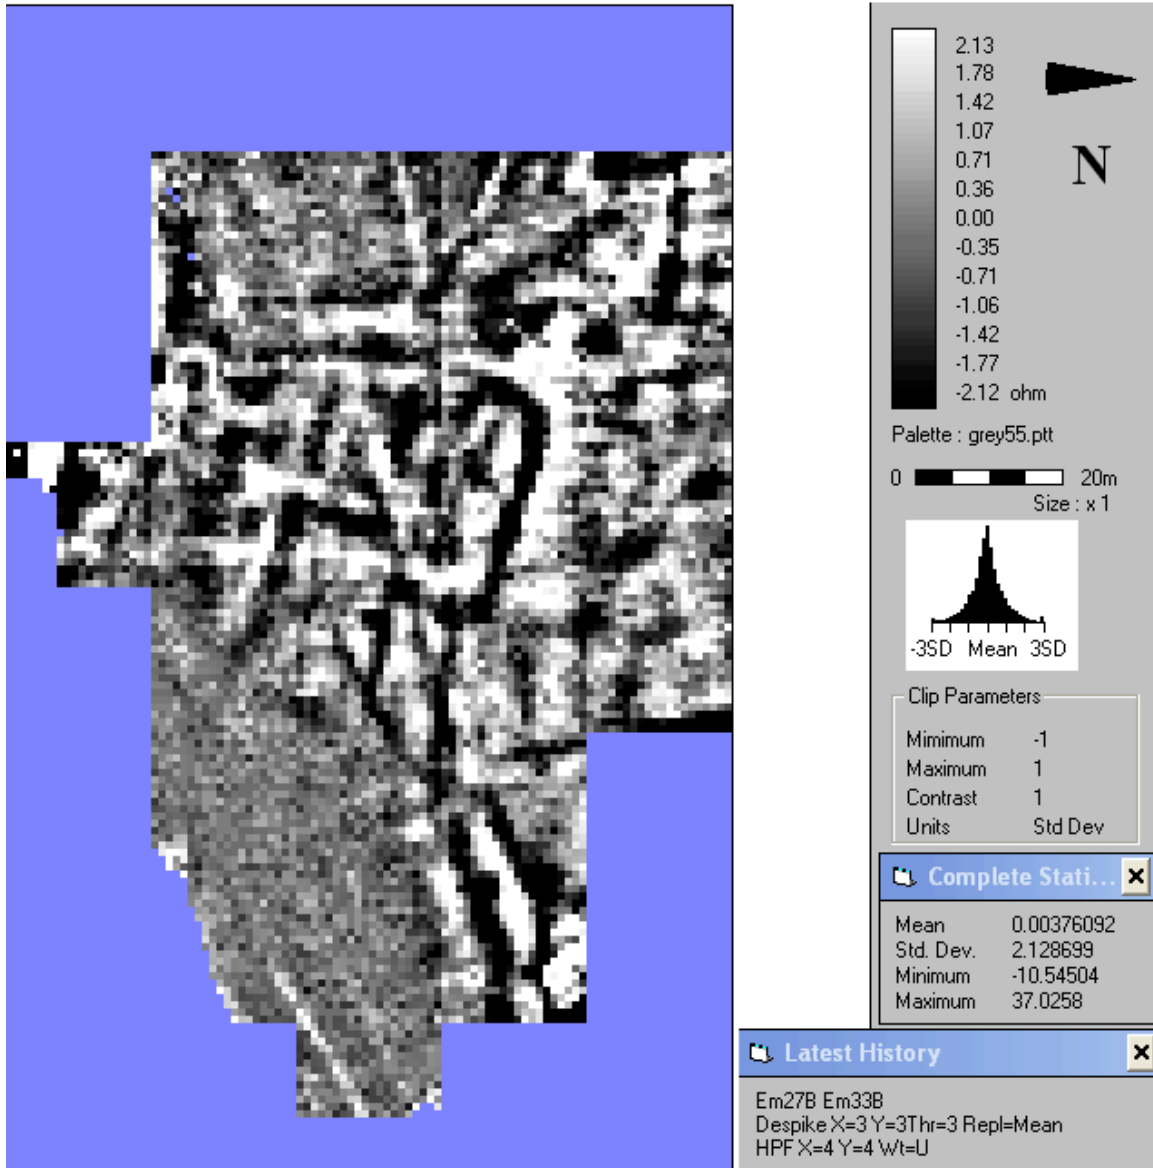 2.13
1.78
1.42
1.07
0.71
0.36
0.00
-0.35
-0.71
-1.06
-1.42
-1.77
-2.12 ohm
N
Palette : grey55.ptt
0 20m
Size : x 1
-3SD Mean 3SD
Clip Parameters
Mimimum -1
Maximum 1
Contrast 1
Units Std Dev
Complete Stati...
Mean 0.00376092
Std. Dev. 2.128699
Minimum -10.54504
Maximum 37.0258
Latest History
Em27B Em33B
Despike X=3 Y=3Thr=3 Repl=Mean
HPF X=4 Y=4 Wt=U